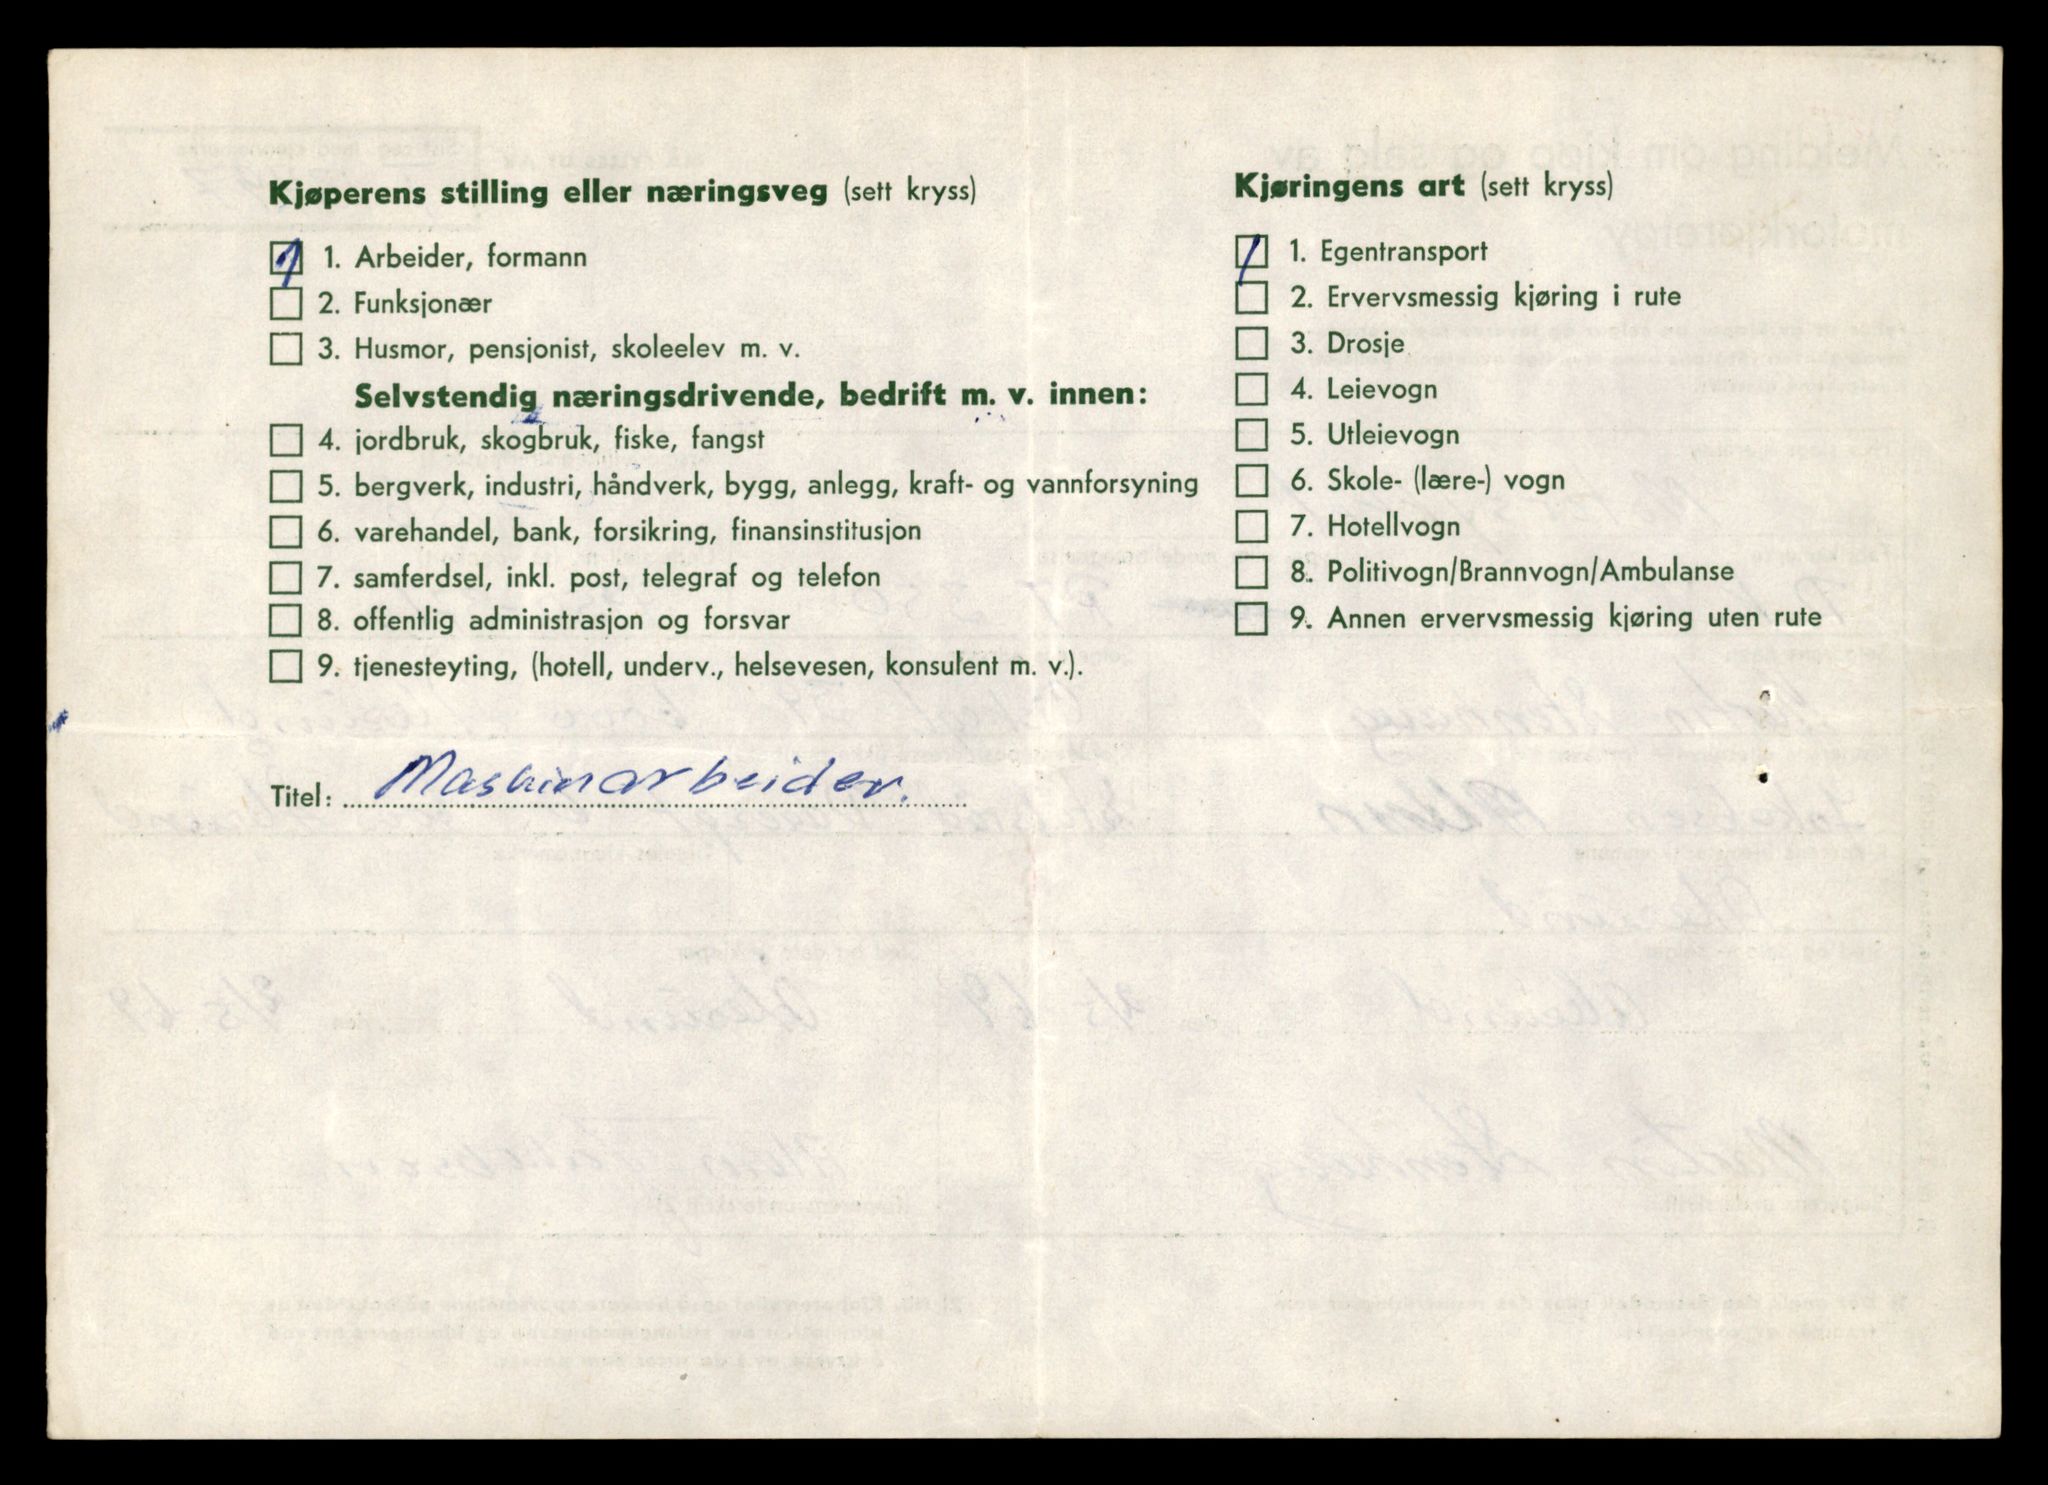 Kjøperens stilling eller næringsveg (sett kryss)
1. Arbeider, formann
2. Funksjonær
3. Husmor, pensjonist, skoleelev m. v.
Selvstendig næringsdrivende, bedrift m. v. innen:
4. jordbruk, skogbruk, fiske, fangst
5. bergverk, industri, håndverk, bygg, anlegg, kraft- og vannforsyning
6. varehandel, bank, forsikring, finansinstitusjon
7. samferdsel, inkl. post, telegraf og telefon
8. offentlig administrasjon og forsvar
9. tjenesteyting, (hotell, underv., helsevesen, konsulent m. v.).
Titel: Maskinarbeider.
Kjøringens art (sett kryss)
1. Egentransport
2. Ervervsmessig kjøring i rute
3. Drosje
4. Leievogn
5. Utleievogn
6. Skole- (lære-) vogn
7. Hotellvogn
8. Politivogn/Brannvogn/Ambulanse
9. Annen ervervsmessig kjøring uten rute